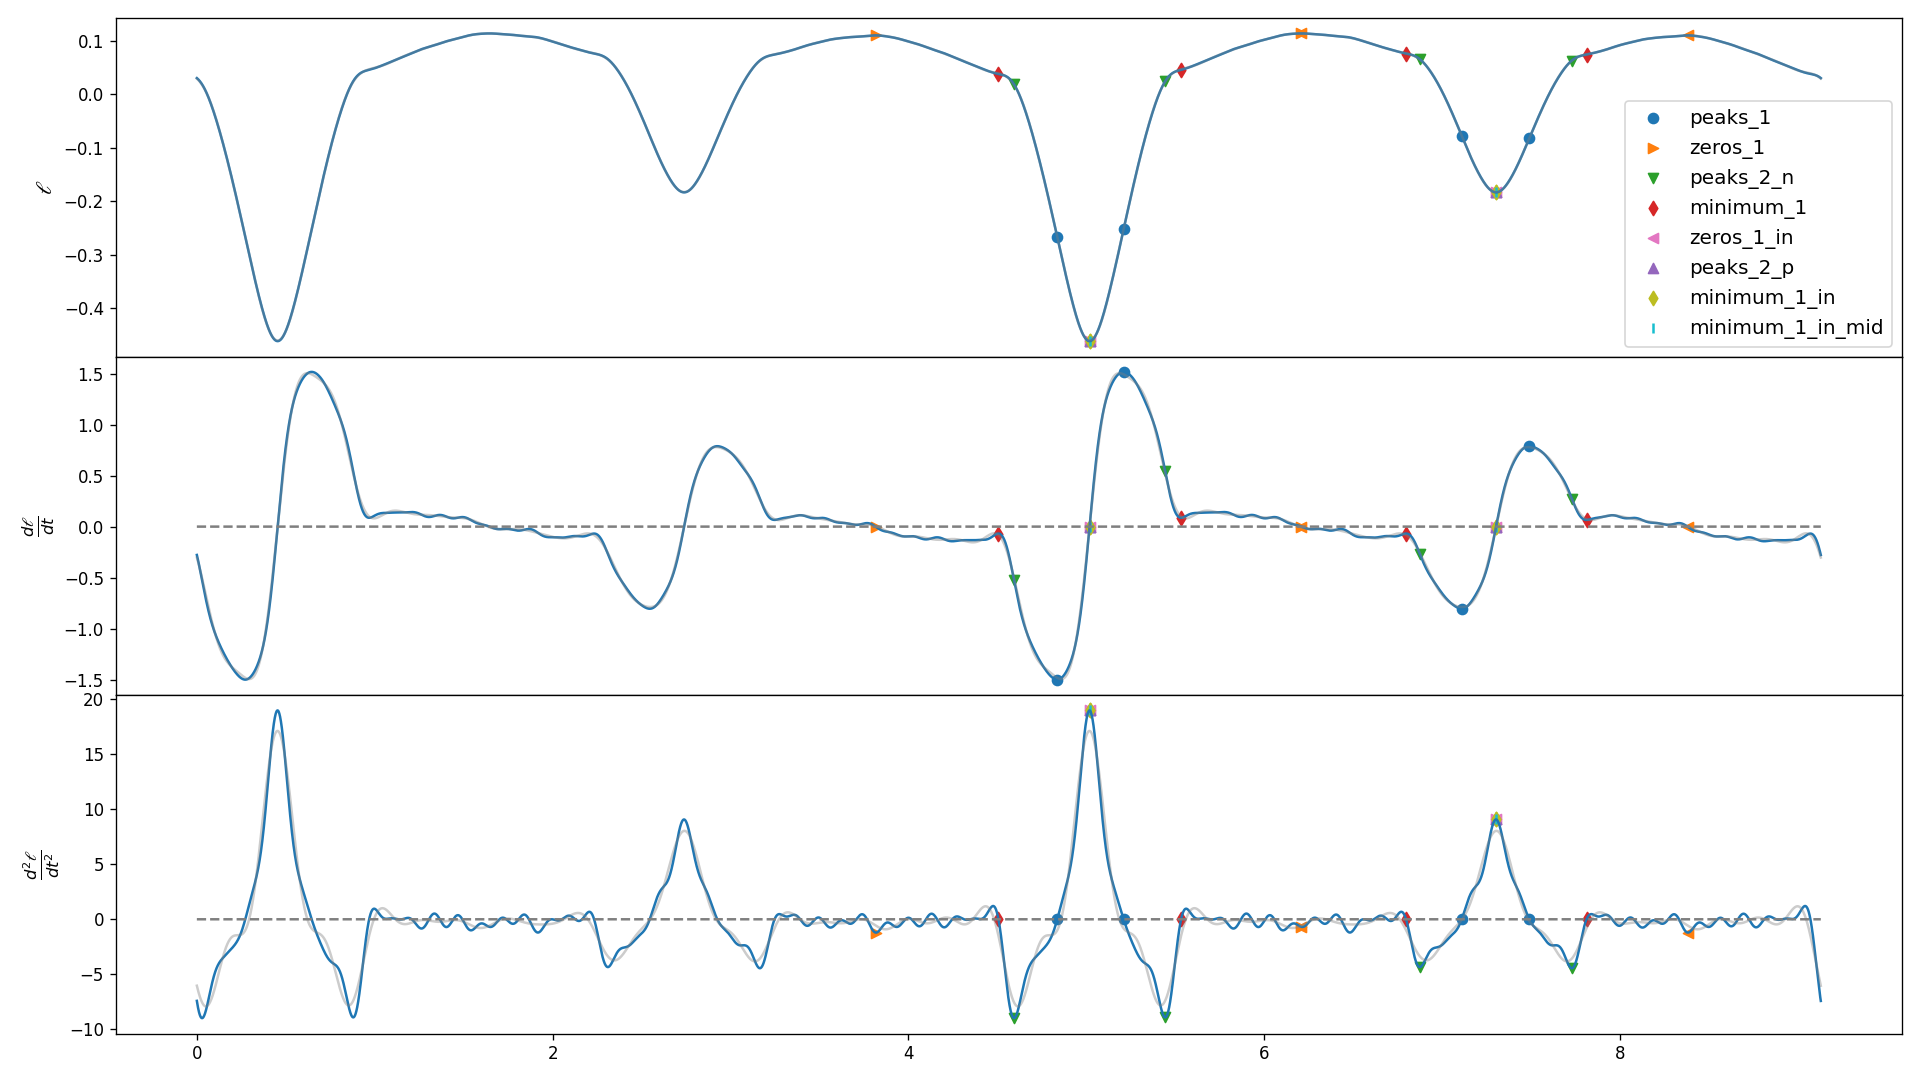 0.1
0.0
−0.1
−0.2
−0.3
−0.4
ℓ
peaks_1
zeros_1
peaks_2_n
minimum_1
zeros_1_in
peaks_2_p
minimum_1_in
minimum_1_in_mid
1.5
1.0
0.5
0.0
−0.5
−1.0
−1.5
dℓ
dt
20
15
10
5
0
−5
−10
d²ℓ
dt²
0 2 4 6 8